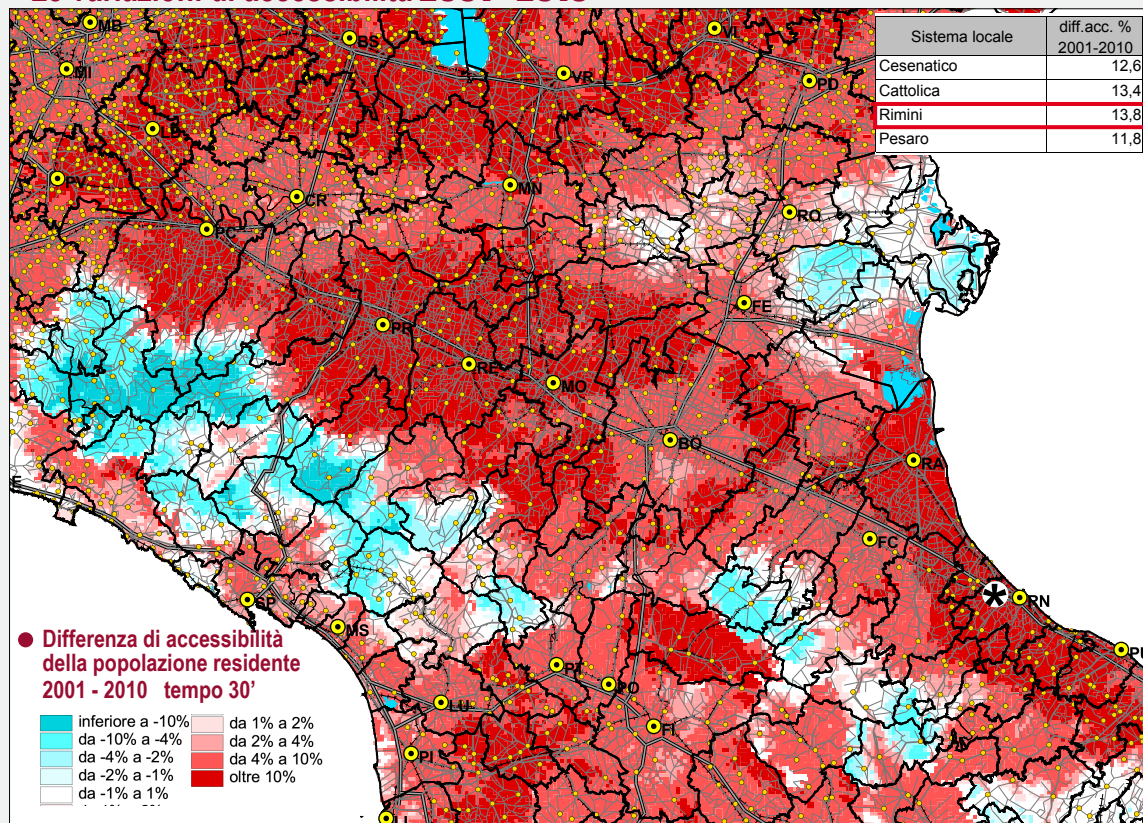 Sistema locale
diff.acc. %
2001-2010
Cesenatico 12,6
Cattolica 13,4
Rimini 13,8
Pesaro 11,8
MB
BS
VI
MI
VR
PD
PV
CR
MN
RO
PC
FE
PR
RE
MO
BO
RA
FC
*
RN
SP
MS
LU
PO
FI
PI
● Differenza di accessibilità
della popolazione residente
2001 - 2010 tempo 30'
inferiore a -10%
da -10% a -4%
da -4% a -2%
da -2% a -1%
da -1% a 1%
da 1% a 2%
da 2% a 4%
da 4% a 10%
oltre 10%